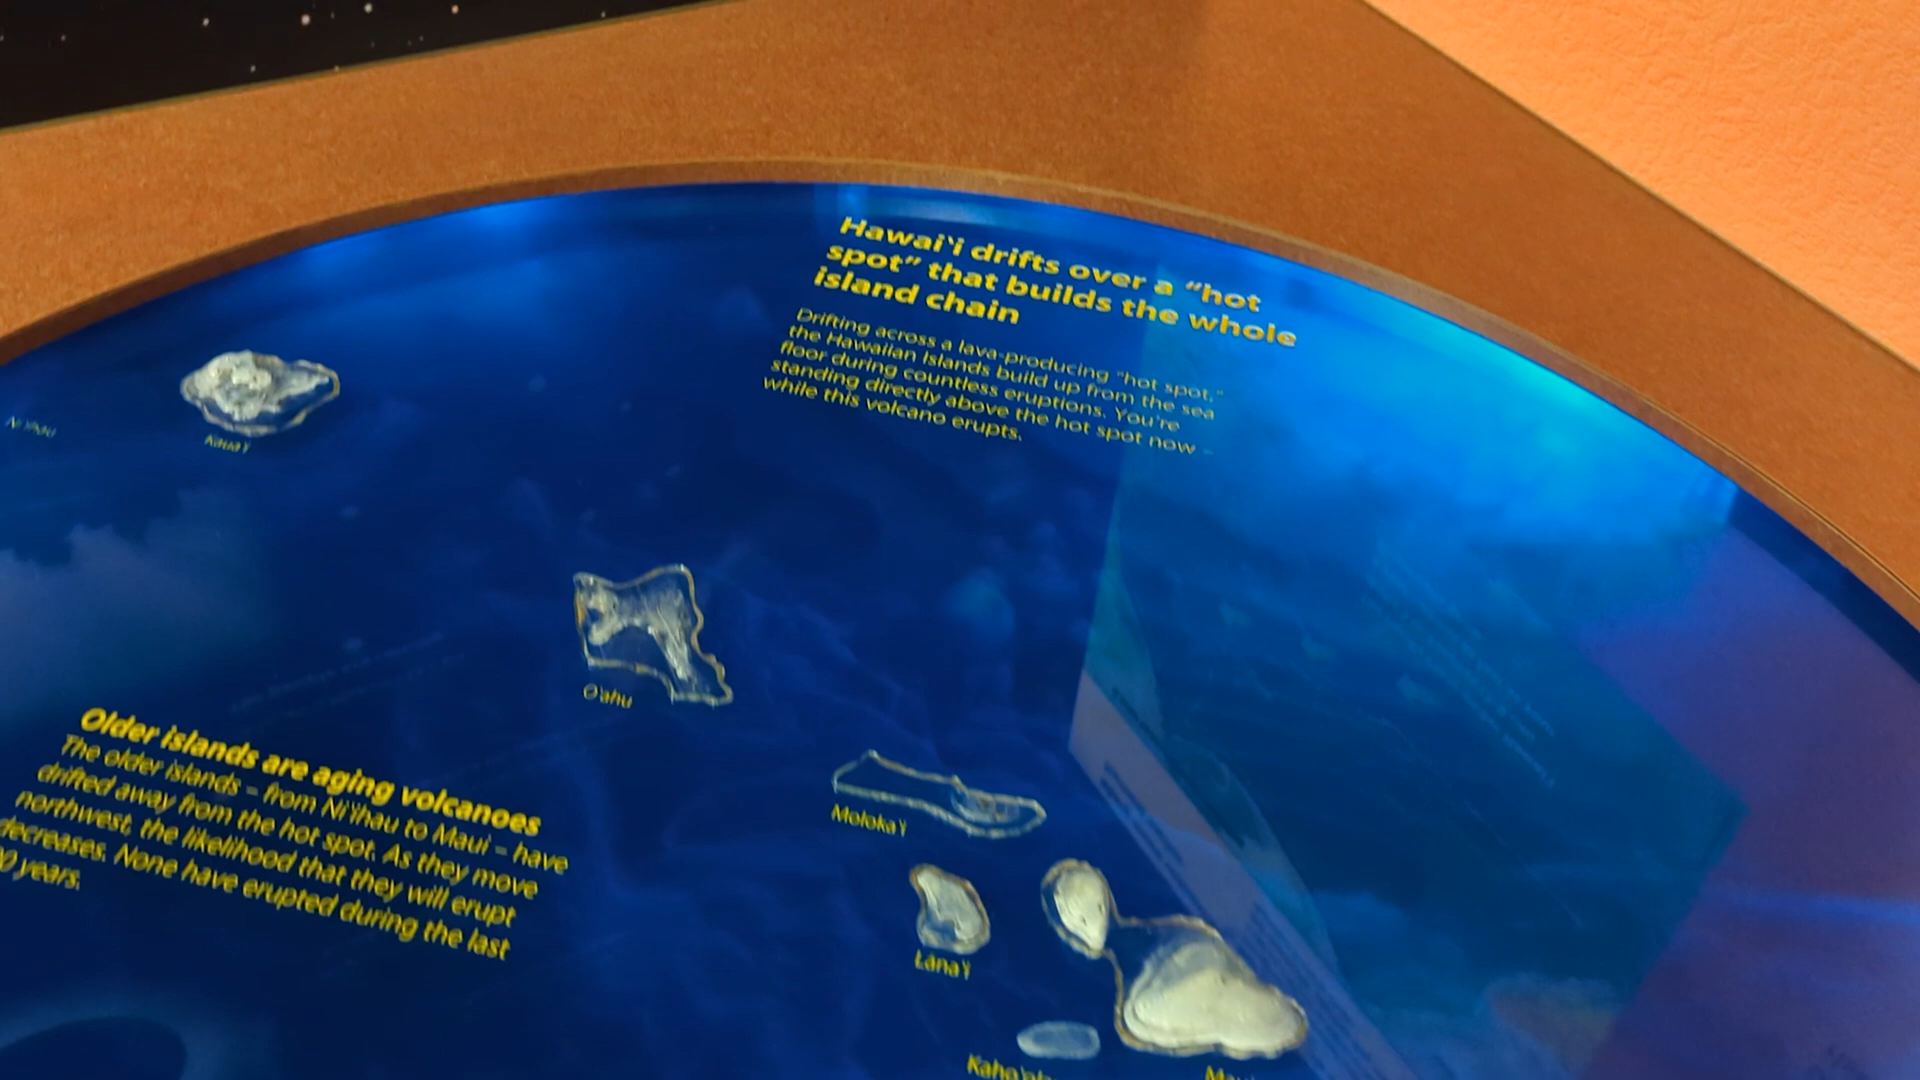 Hawai‘i drifts over a “hot
spot” that builds the whole
island chain
Drifting across a lava-producing “hot spot,”
the Hawaiian Islands build up from the sea
floor during countless eruptions. You’re
standing directly above the hot spot now –
while this volcano erupts.
Ni‘ihau
Kaua‘i
O‘ahu
Older islands are aging volcanoes
The older islands – from Ni‘ihau to Maui – have
drifted away from the hot spot. As they move
northwest, the likelihood that they will erupt
decreases. None have erupted during the last
years.
Moloka‘i
Lana‘i